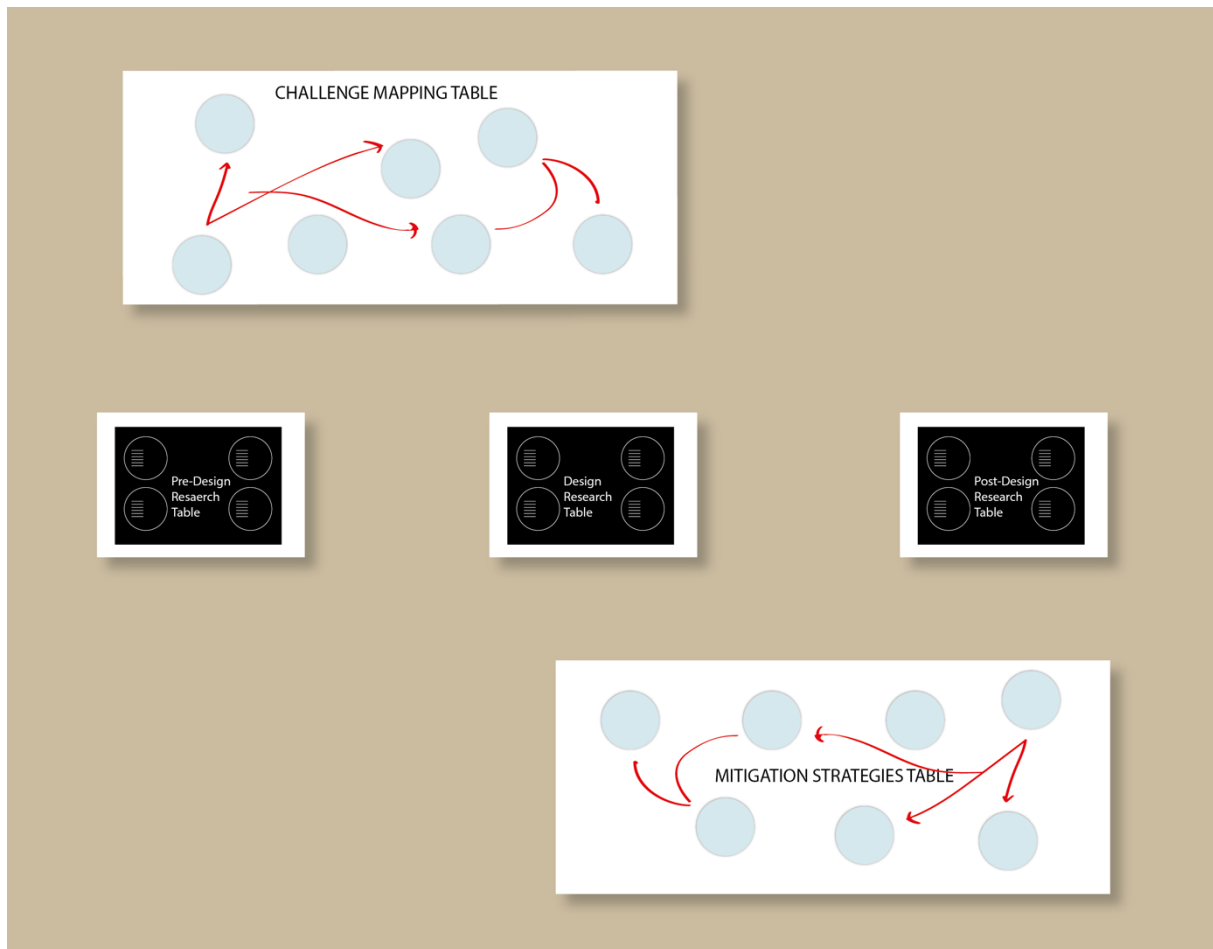 CHALLENGE MAPPING TABLE
Pre-Design
Resaerch
Table
Design
Research
Table
Post-Design
Research
Table
MITIGATION STRATEGIES TABLE